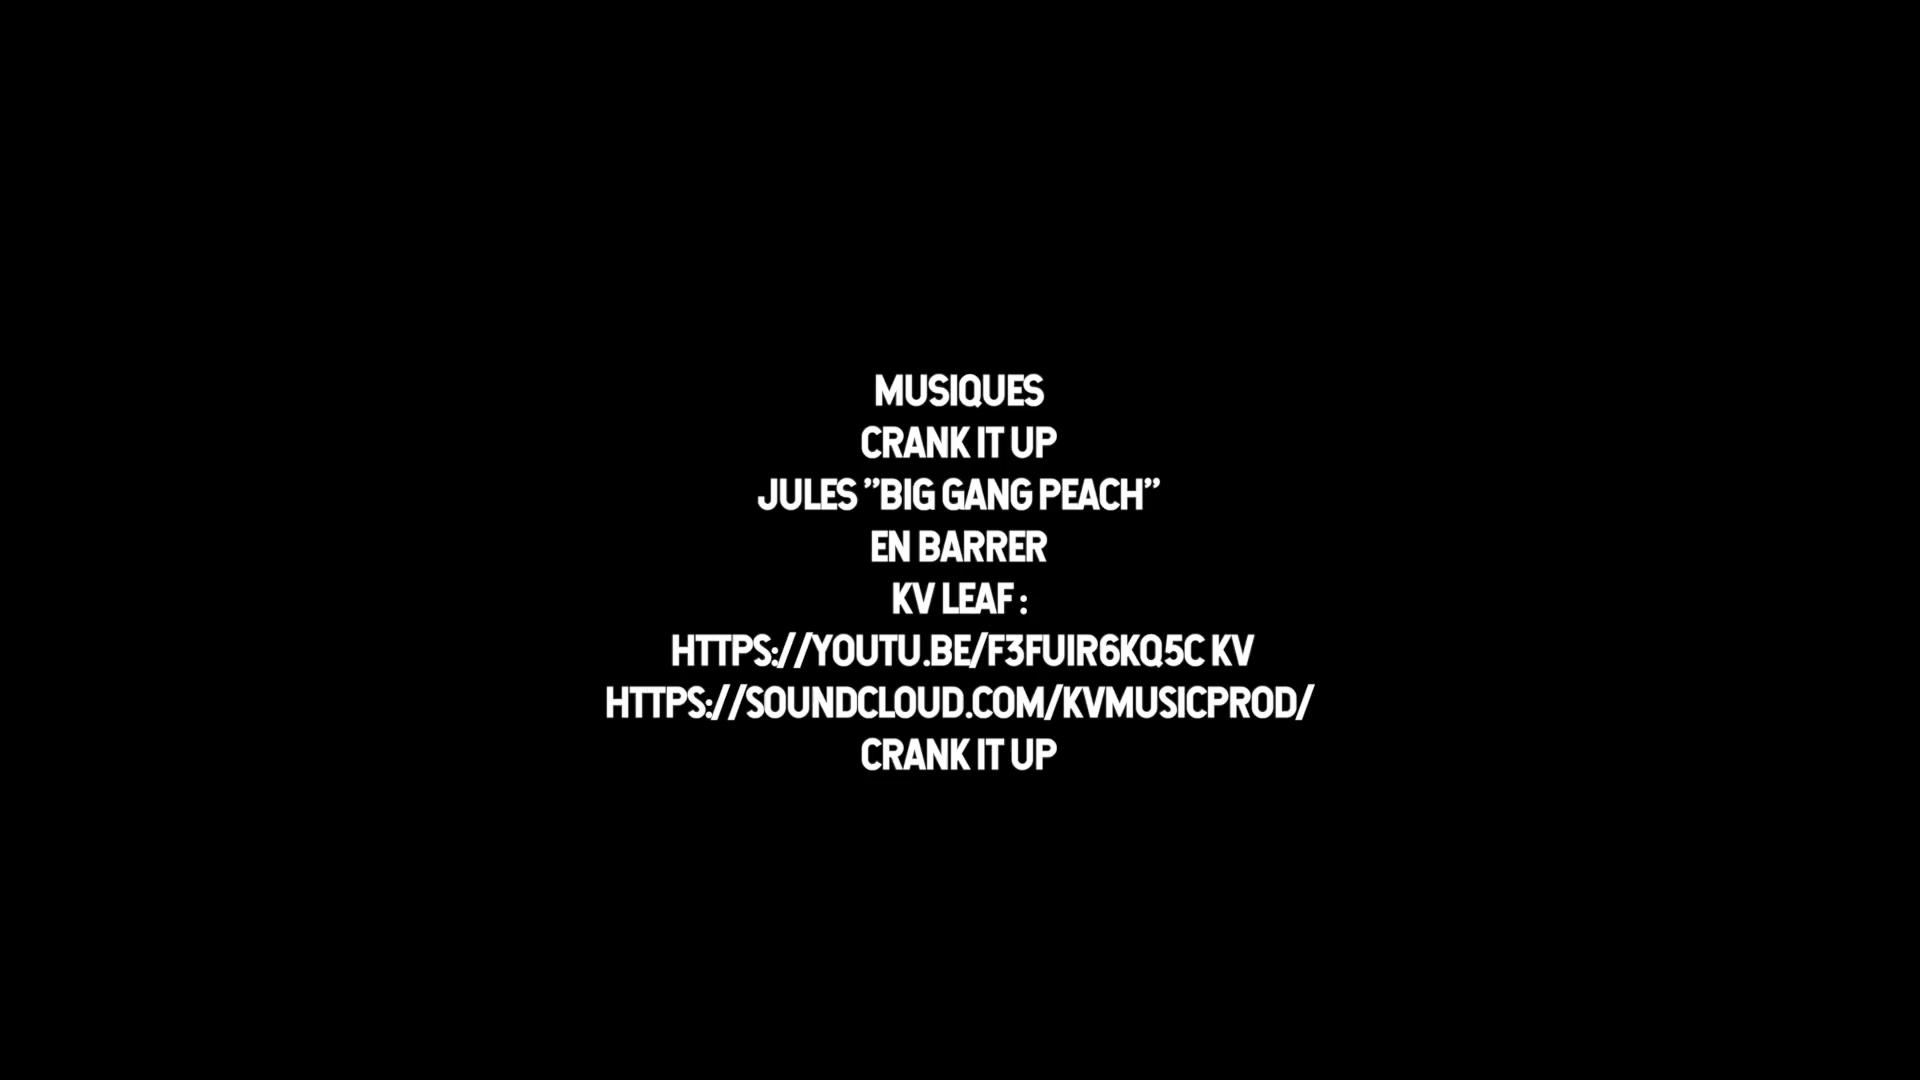 MUSIQUES
CRANK IT UP
JULES "BIG GANG PEACH"
EN BARRER
KV LEAF :
HTTPS://YOUTU.BE/F3FUIR6KQ5C KV
HTTPS://SOUNDCLOUD.COM/KVMUSICPROD/
CRANK IT UP